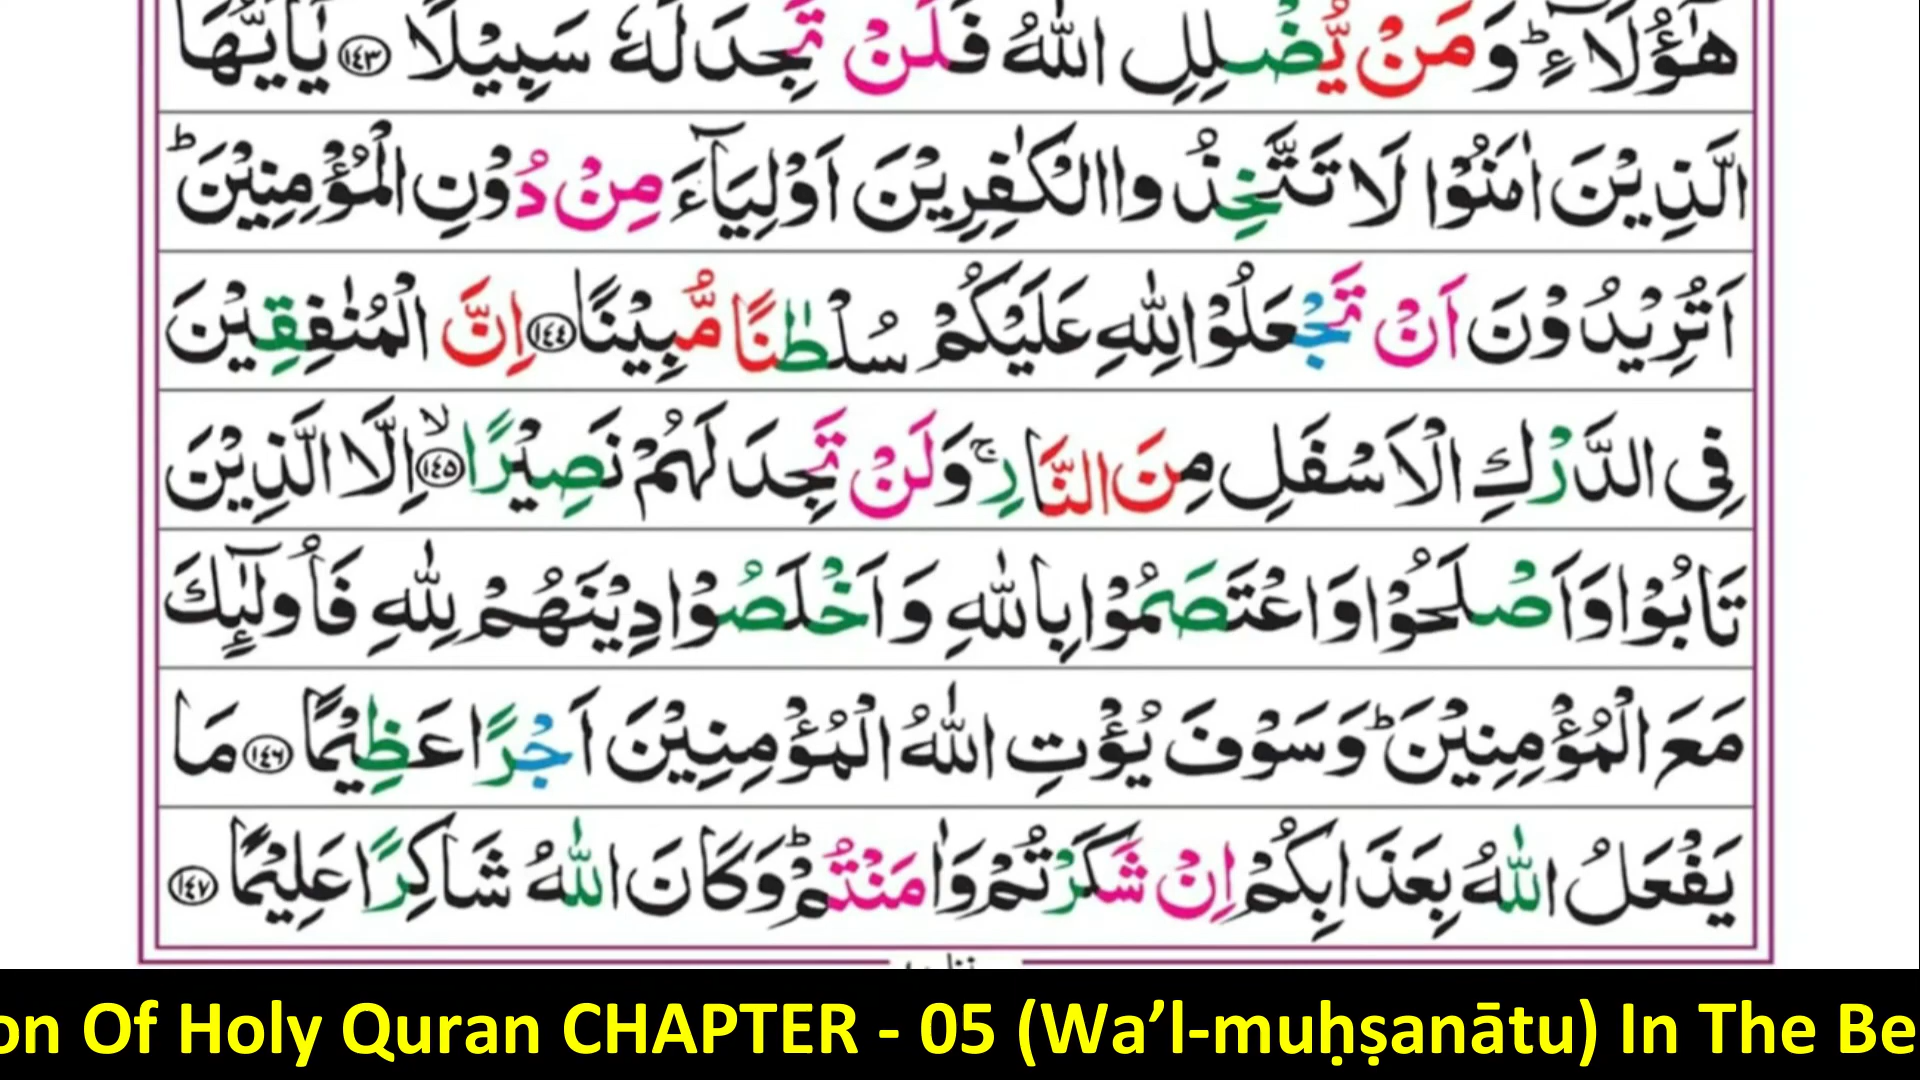 هٰٓؤُلَآءِ ؕ وَمَنْ يُّضْلِلِ اللّٰهُ فَلَنْ تَجِدَ لَهٗ سَبِيْلًا ﴿١٤٣﴾ يٰۤاَيُّهَا
الَّذِيْنَ اٰمَنُوْا لَا تَتَّخِذُوا الْكٰفِرِيْنَ اَوْلِيَآءَ مِنْ دُوْنِ الْمُؤْمِنِيْنَ ؕ
اَتُرِيْدُوْنَ اَنْ تَجْعَلُوْا لِلّٰهِ عَلَيْكُمْ سُلْطٰنًا مُّبِيْنًا ﴿١٤٤﴾ اِنَّ الْمُنٰفِقِيْنَ
فِى الدَّرْكِ الْاَسْفَلِ مِنَ النَّارِ ۚ وَلَنْ تَجِدَ لَهُمْ نَصِيْرًا ۙ﴿١٤٥﴾ اِلَّا الَّذِيْنَ
تَابُوْا وَاَصْلَحُوْا وَاعْتَصَمُوْا بِاللّٰهِ وَاَخْلَصُوْا دِيْنَهُمْ لِلّٰهِ فَاُولٰٓئِكَ
مَعَ الْمُؤْمِنِيْنَ ؕ وَسَوْفَ يُؤْتِ اللّٰهُ الْمُؤْمِنِيْنَ اَجْرًا عَظِيْمًا ﴿١٤٦﴾ مَا
يَفْعَلُ اللّٰهُ بِعَذَابِكُمْ اِنْ شَكَرْتُمْ وَاٰمَنْتُمْ ؕ وَكَانَ اللّٰهُ شَاكِرًا عَلِيْمًا ﴿١٤٧﴾
on Of Holy Quran CHAPTER - 05 (Wa’l-muḥṣanātu) In The Be